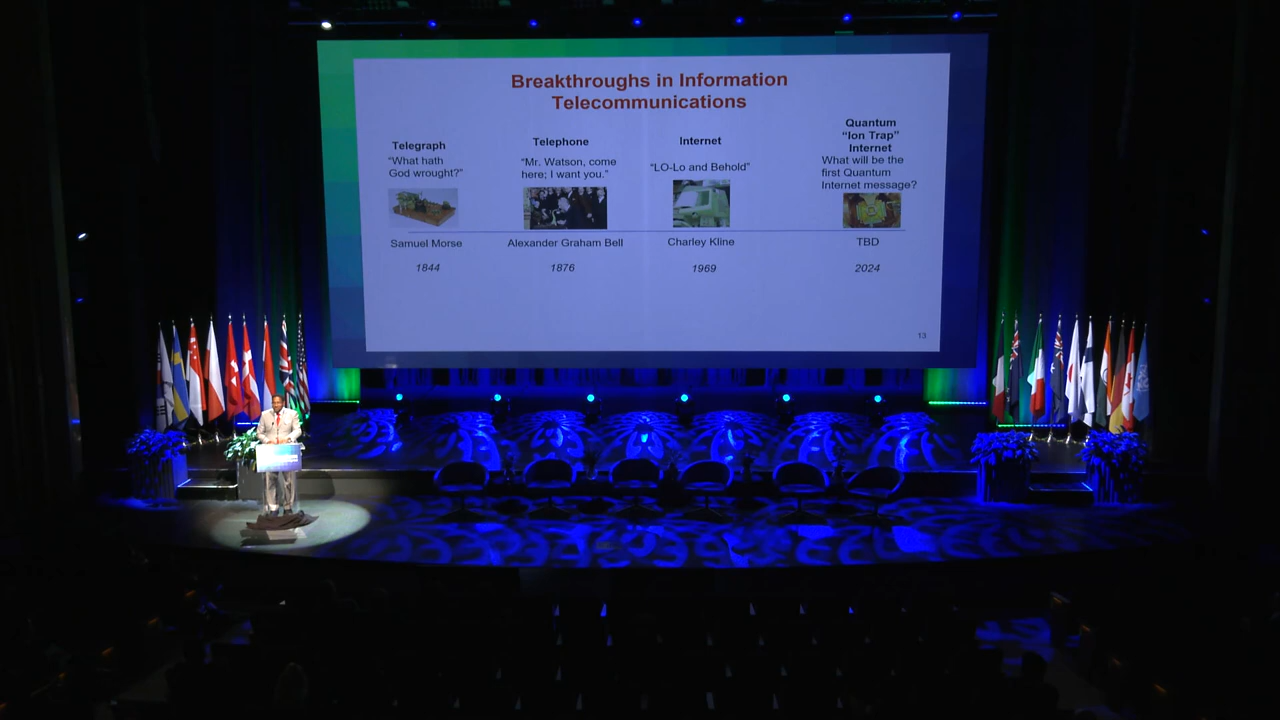 Breakthroughs in Information
Telecommunications
Telegraph
"What hath
God wrought?"
Samuel Morse
1844
Telephone
"Mr. Watson, come
here; I want you."
Alexander Graham Bell
1876
Internet
"LO-Lo and Behold"
Charley Kline
1969
Quantum
"Ion Trap"
Internet
What will be the
first Quantum
Internet message?
TBD
2024
13